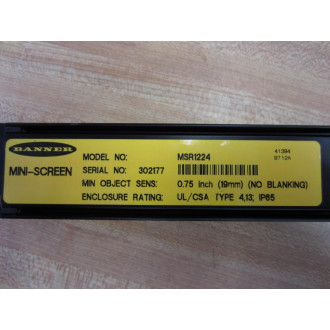 BANNER
MINI-SCREEN
MODEL NO: MSR1224
SERIAL NO: 302177
MIN OBJECT SENS: 0.75 inch (19mm) (NO BLANKING)
ENCLOSURE RATING: UL/CSA TYPE 4,13; IP65
41394
9712A